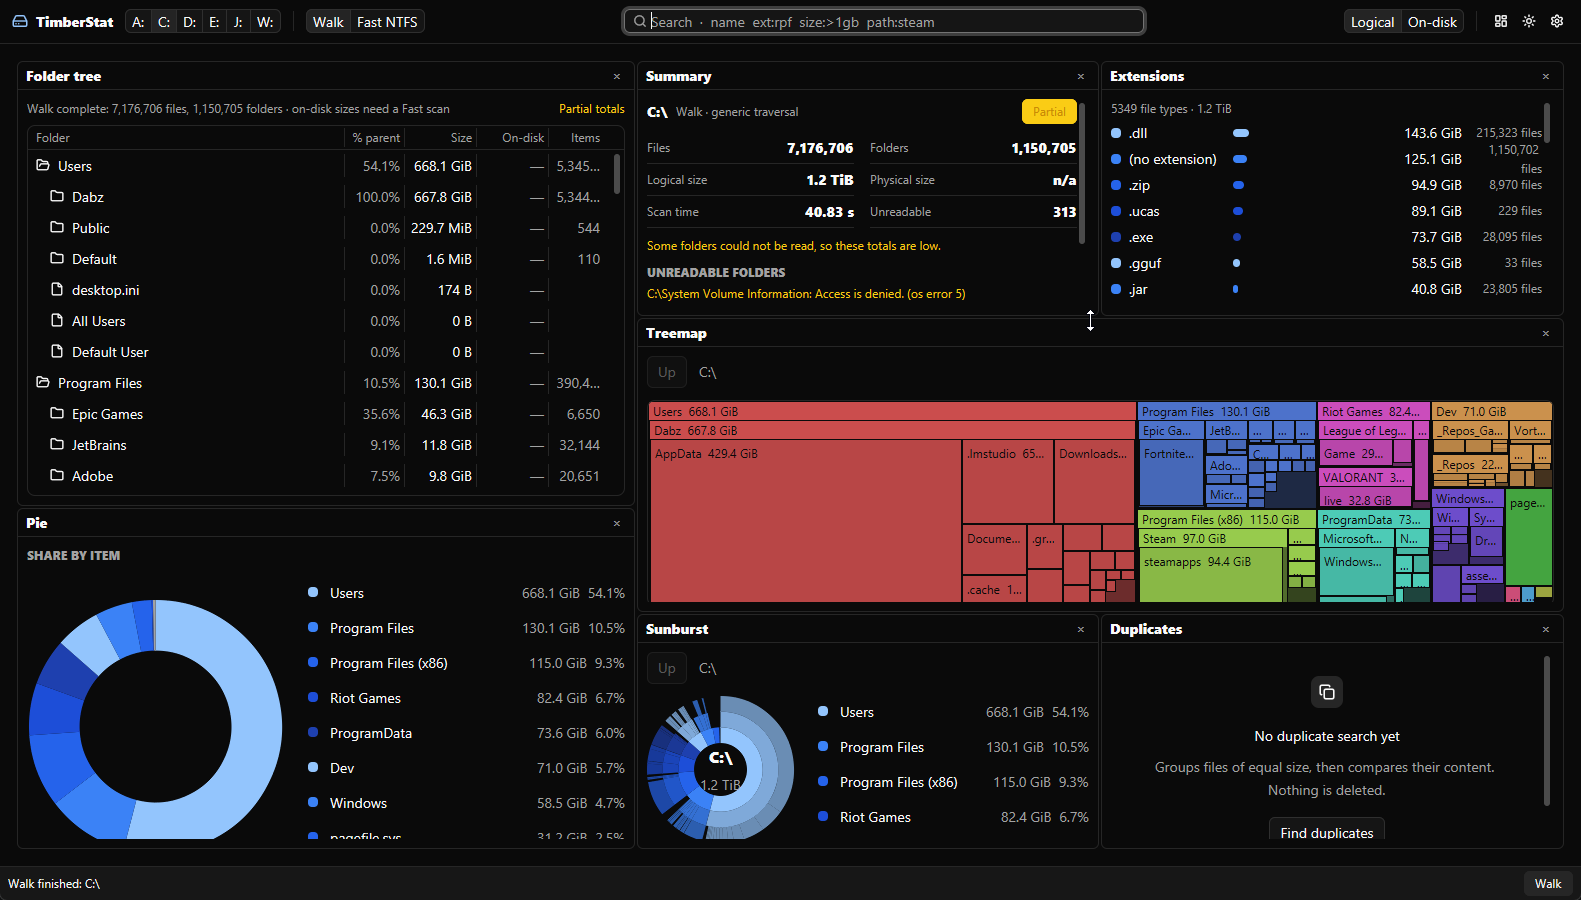 TimberStat A: C: D: E: J: W: Walk Fast NTFS Search · name ext:rpf size:>1gb path:steam Logical On-disk
Folder tree ×
Walk complete: 7,176,706 files, 1,150,705 folders · on-disk sizes need a Fast scan Partial totals
Folder % parent Size On-disk Items
Users 54.1% 668.1 GiB — 5,345...
Dabz 100.0% 667.8 GiB — 5,344...
Public 0.0% 229.7 MiB — 544
Default 0.0% 1.6 MiB — 110
desktop.ini 0.0% 174 B —
All Users 0.0% 0 B —
Default User 0.0% 0 B —
Program Files 10.5% 130.1 GiB — 390,4...
Epic Games 35.6% 46.3 GiB — 6,650
JetBrains 9.1% 11.8 GiB — 32,144
Adobe 7.5% 9.8 GiB — 20,651
Summary ×
C:\ Walk · generic traversal Partial
Files 7,176,706 Folders 1,150,705
Logical size 1.2 TiB Physical size n/a
Scan time 40.83 s Unreadable 313
Some folders could not be read, so these totals are low.
UNREADABLE FOLDERS
C:\System Volume Information: Access is denied. (os error 5)
Extensions ×
5349 file types · 1.2 TiB
.dll 143.6 GiB 215,323 files
(no extension) 125.1 GiB 1,150,702 files
.zip 94.9 GiB 8,970 files
.ucas 89.1 GiB 229 files
.exe 73.7 GiB 28,095 files
.gguf 58.5 GiB 33 files
.jar 40.8 GiB 23,805 files
Treemap ×
Up C:\
Users 668.1 GiB
Dabz 667.8 GiB
AppData 429.4 GiB
.lmstudio 65...
Downloads...
Docume...
.gr...
.cache 1...
Program Files 130.1 GiB
Epic Ga...
JetB...
...
...
...
Fortnite...
C...
...
...
Ado...
Micr...
Program Files (x86) 115.0 GiB
Steam 97.0 GiB
...
steamapps 94.4 GiB
...
Riot Games 82.4...
League of Leg...
...
Game 29...
VALORANT 3...
live 32.8 GiB
ProgramData 73...
Microsoft...
N...
Windows...
...
...
...
Dev 71.0 GiB
_Repos_Ga...
Vort...
_Repos 22...
...
...
Windows...
page...
Wi...
Sy...
Dr...
asse...
...
...
Pie ×
SHARE BY ITEM
Users 668.1 GiB 54.1%
Program Files 130.1 GiB 10.5%
Program Files (x86) 115.0 GiB 9.3%
Riot Games 82.4 GiB 6.7%
ProgramData 73.6 GiB 6.0%
Dev 71.0 GiB 5.7%
Windows 58.5 GiB 4.7%
pagefile.sys 31.2 GiB 2.5%
Sunburst ×
Up C:\
C:\
1.2 TiB
Users 668.1 GiB 54.1%
Program Files 130.1 GiB 10.5%
Program Files (x86) 115.0 GiB 9.3%
Riot Games 82.4 GiB 6.7%
Duplicates ×
No duplicate search yet
Groups files of equal size, then compares their content.
Nothing is deleted.
Find duplicates
Walk finished: C:\ Walk